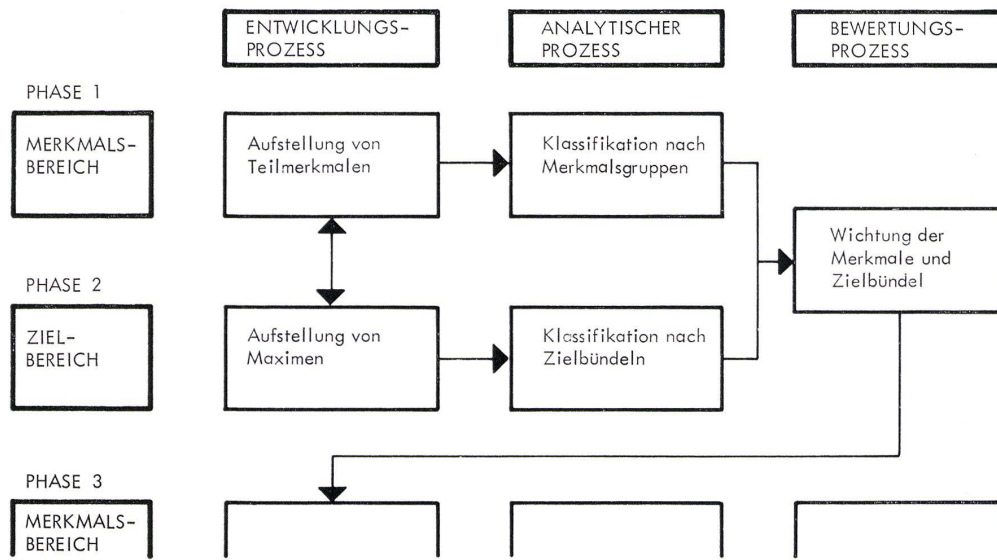 ENTWICKLUNGS-
PROZESS
ANALYTISCHER
PROZESS
BEWERTUNGS-
PROZESS
PHASE 1
MERKMALS-
BEREICH
Aufstellung von
Teilmerkmalen
Klassifikation nach
Merkmalsgruppen
Wichtung der
Merkmale und
Zielbündel
PHASE 2
ZIEL-
BEREICH
Aufstellung von
Maximen
Klassifikation nach
Zielbündeln
PHASE 3
MERKMALS-
BEREICH